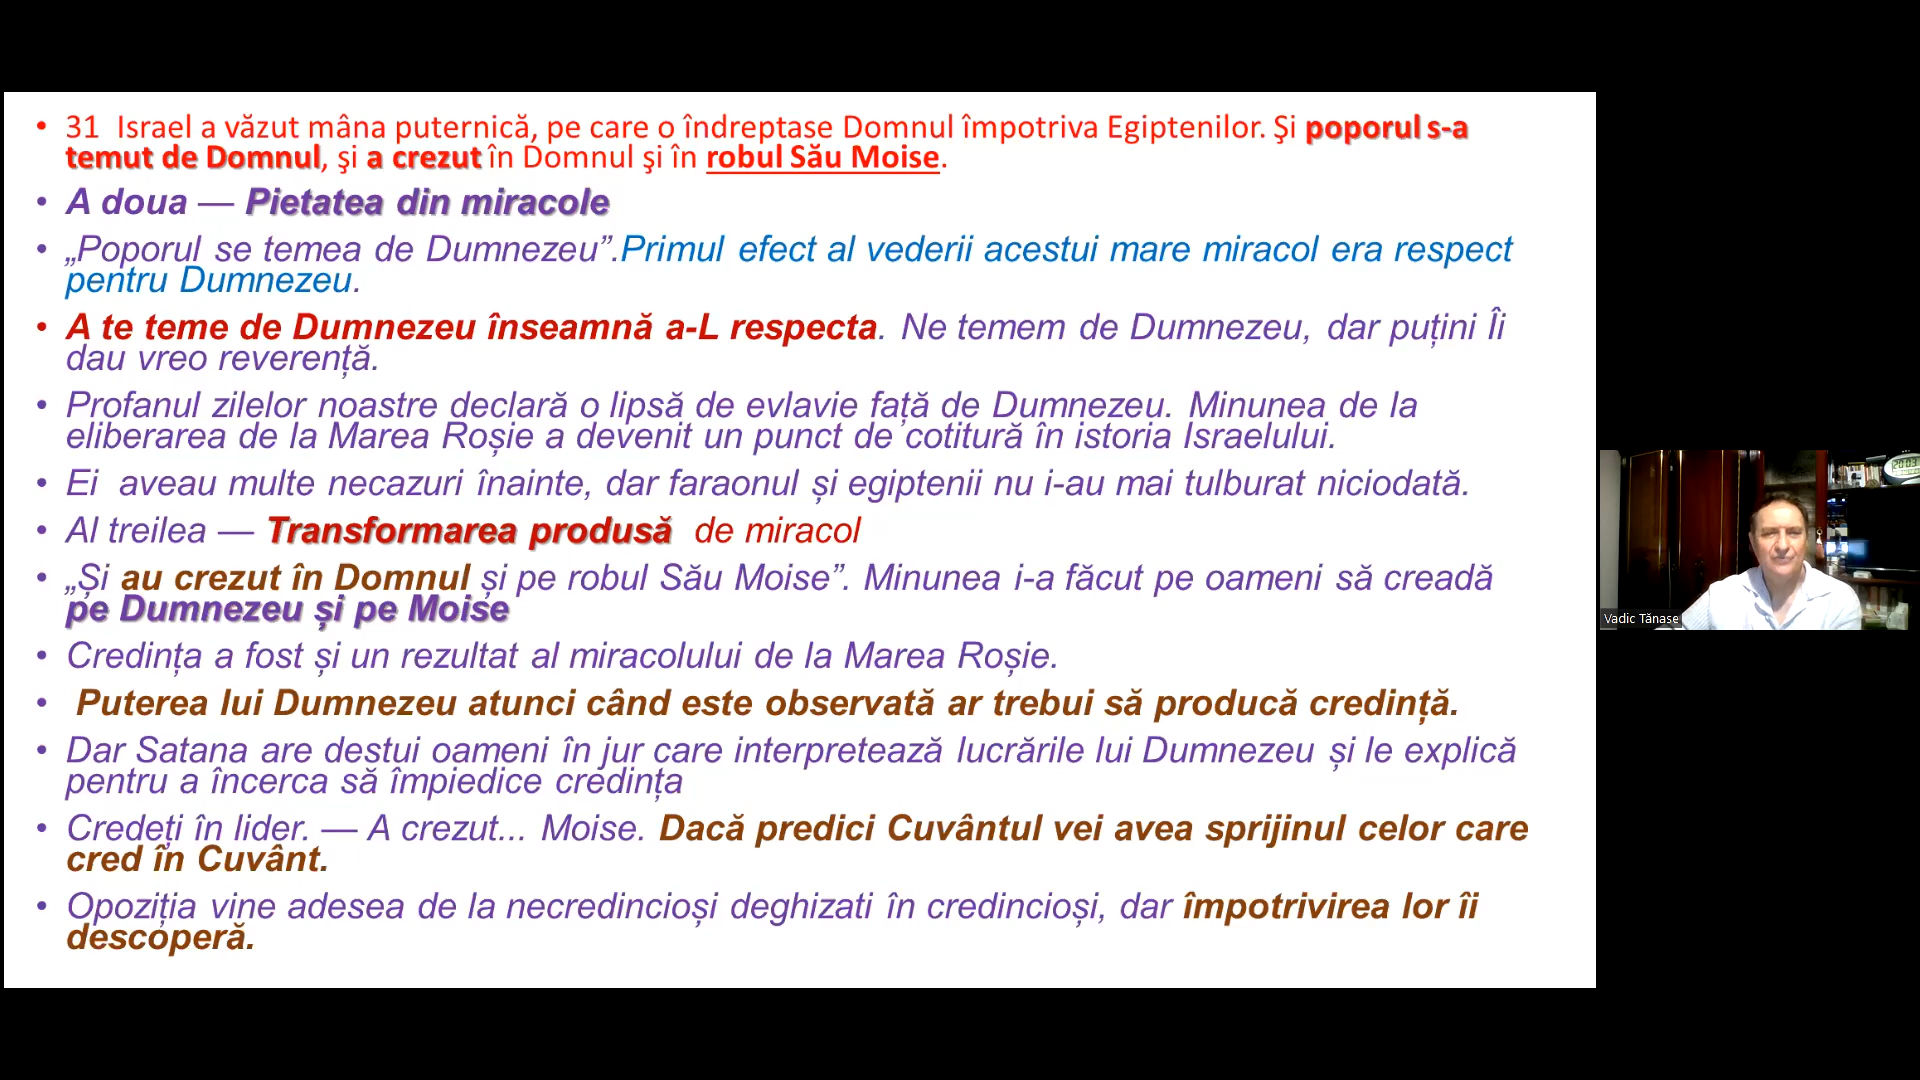 • 31 Israel a văzut mâna puternică, pe care o îndreptase Domnul împotriva Egiptenilor. Şi poporul s-a
temut de Domnul, şi a crezut în Domnul şi în robul Său Moise.
• A doua — Pietatea din miracole
• „Poporul se temea de Dumnezeu”.Primul efect al vederii acestui mare miracol era respect
pentru Dumnezeu.
• A te teme de Dumnezeu înseamnă a-L respecta. Ne temem de Dumnezeu, dar puțini Îi
dau vreo reverență.
• Profanul zilelor noastre declară o lipsă de evlavie față de Dumnezeu. Minunea de la
eliberarea de la Marea Roșie a devenit un punct de cotitură în istoria Israelului.
• Ei aveau multe necazuri înainte, dar faraonul și egiptenii nu i-au mai tulburat niciodată.
• Al treilea — Transformarea produsă de miracol
• „Și au crezut în Domnul și pe robul Său Moise”. Minunea i-a făcut pe oameni să creadă
pe Dumnezeu și pe Moise
• Credința a fost și un rezultat al miracolului de la Marea Roșie.
• Puterea lui Dumnezeu atunci când este observată ar trebui să producă credință.
• Dar Satana are destui oameni în jur care interpretează lucrările lui Dumnezeu și le explică
pentru a încerca să împiedice credința
• Credeți în lider. — A crezut... Moise. Dacă predici Cuvântul vei avea sprijinul celor care
cred în Cuvânt.
• Opoziția vine adesea de la necredincioși deghizati în credincioși, dar împotrivirea lor îi
descoperă.
20:03
Vadic Tănase